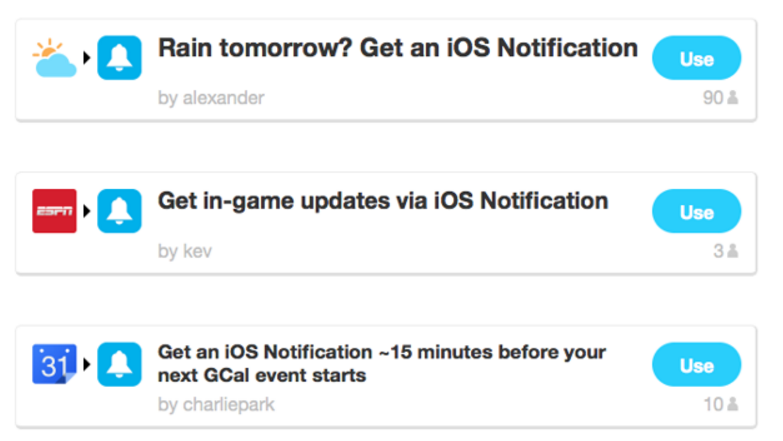 Rain tomorrow? Get an iOS Notification
Use
by alexander
90
ESPN
Get in-game updates via iOS Notification
Use
by kev
3
31
Get an iOS Notification ~15 minutes before your
next GCal event starts
Use
by charliepark
10